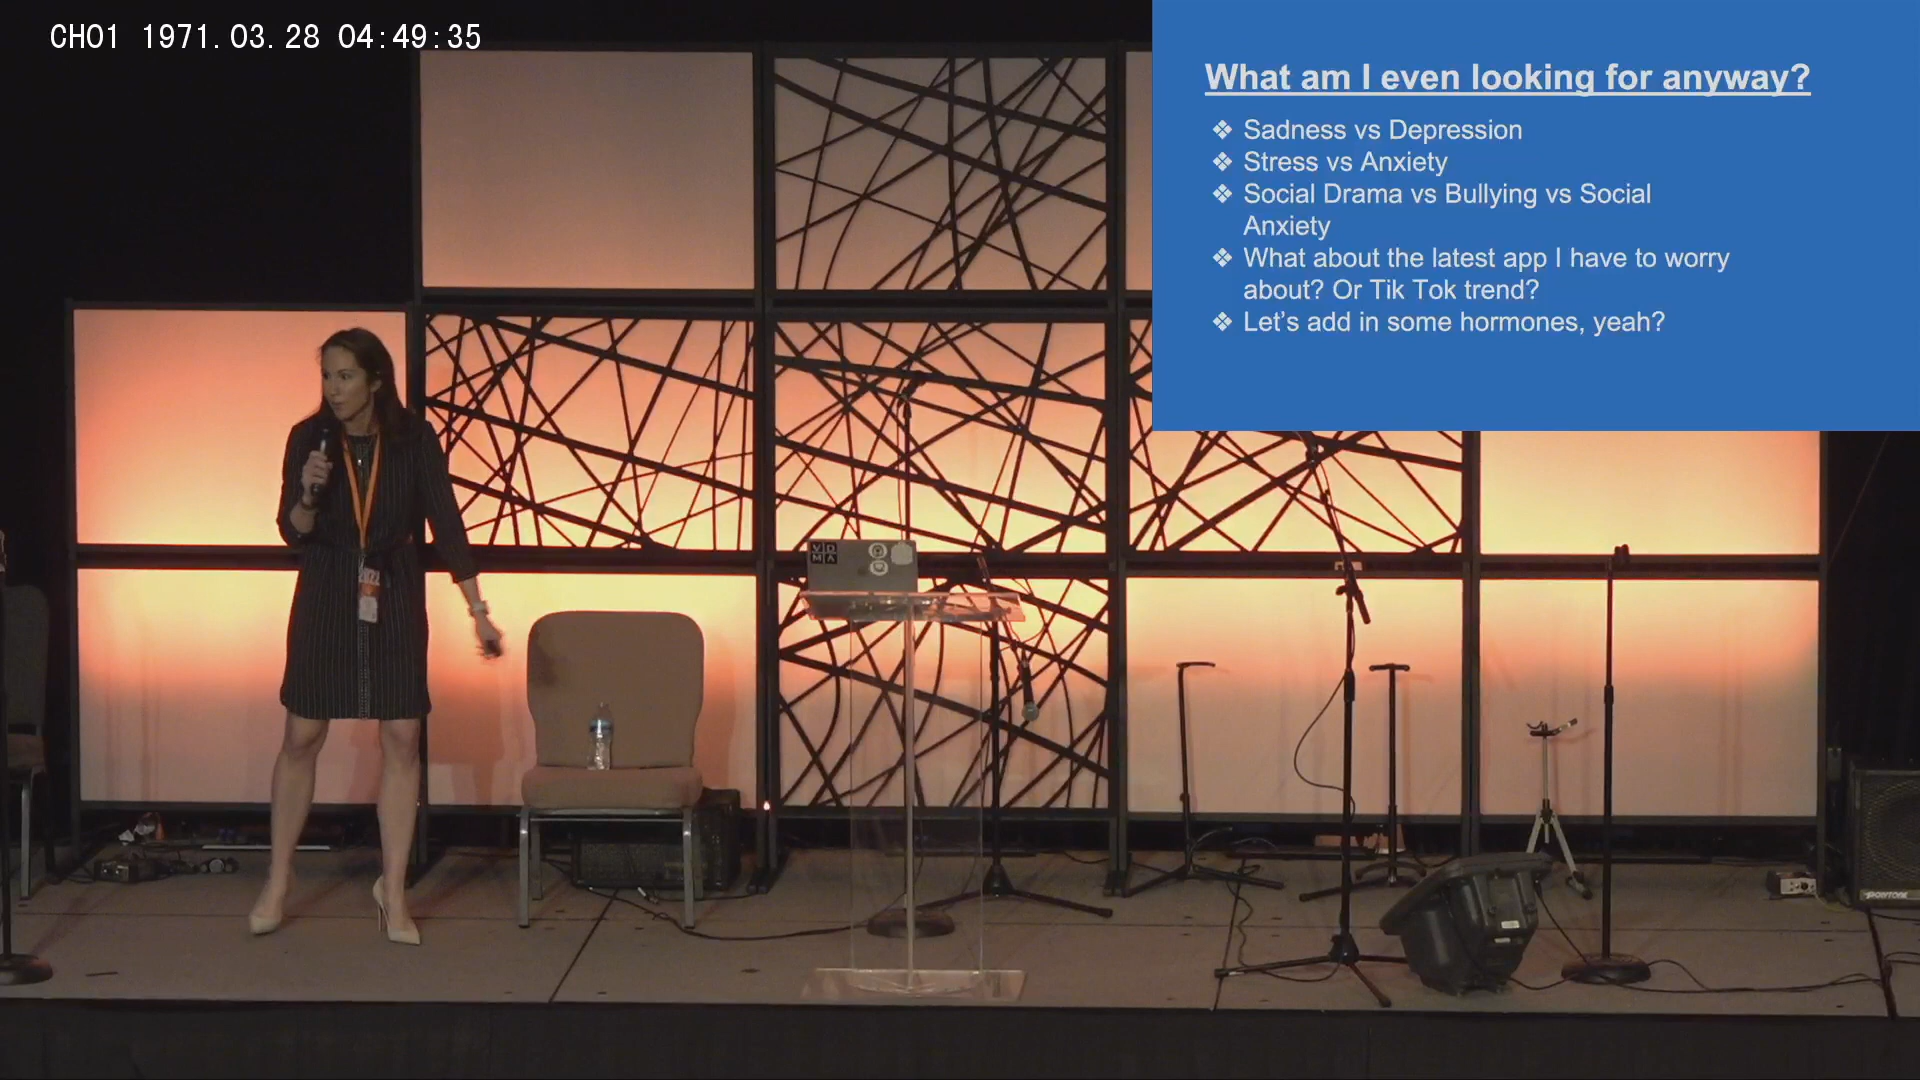 CH01 1971.03.28 04:49:35
What am I even looking for anyway?
❖ Sadness vs Depression
❖ Stress vs Anxiety
❖ Social Drama vs Bullying vs Social
Anxiety
❖ What about the latest app I have to worry
about? Or Tik Tok trend?
❖ Let’s add in some hormones, yeah?
VD
MA